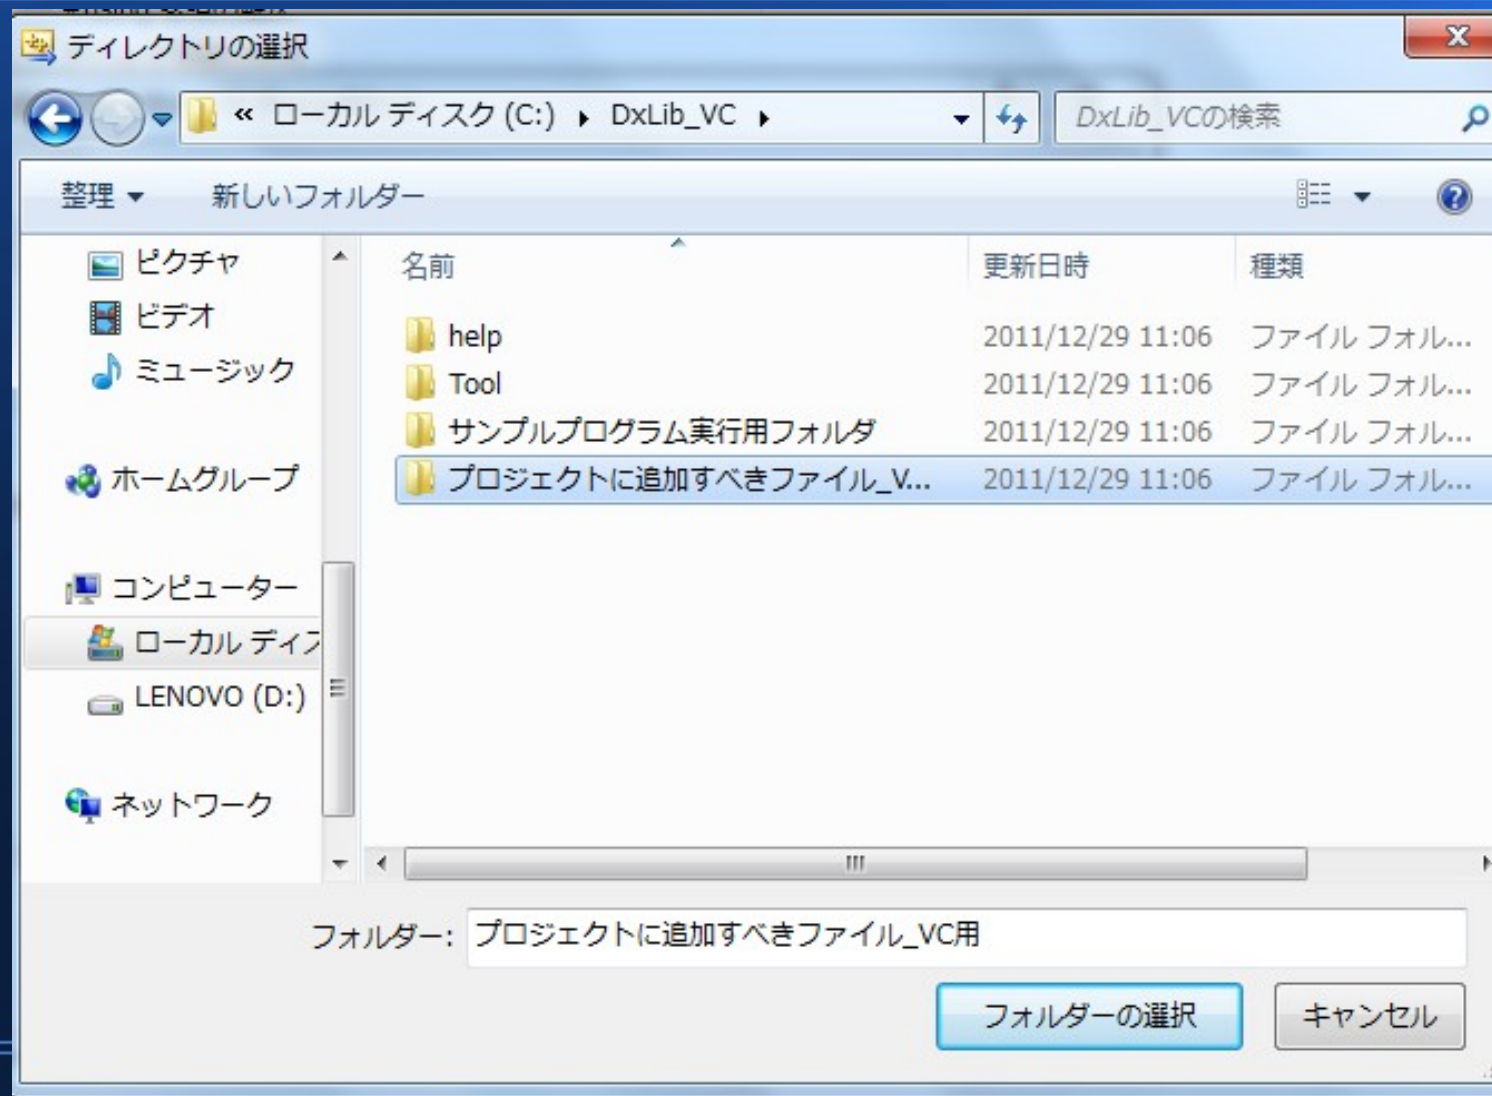 ディレクトリの選択
« ローカル ディスク (C:) DxLib_VC
DxLib_VCの検索
整理 新しいフォルダー
ピクチャ
ビデオ
ミュージック
ホームグループ
コンピューター
ローカル ディス
LENOVO (D:)
ネットワーク
名前 更新日時 種類
help 2011/12/29 11:06 ファイル フォル...
Tool 2011/12/29 11:06 ファイル フォル...
サンプルプログラム実行用フォルダ 2011/12/29 11:06 ファイル フォル...
プロジェクトに追加すべきファイル_V... 2011/12/29 11:06 ファイル フォル...
フォルダー: プロジェクトに追加すべきファイル_VC用
フォルダーの選択 キャンセル